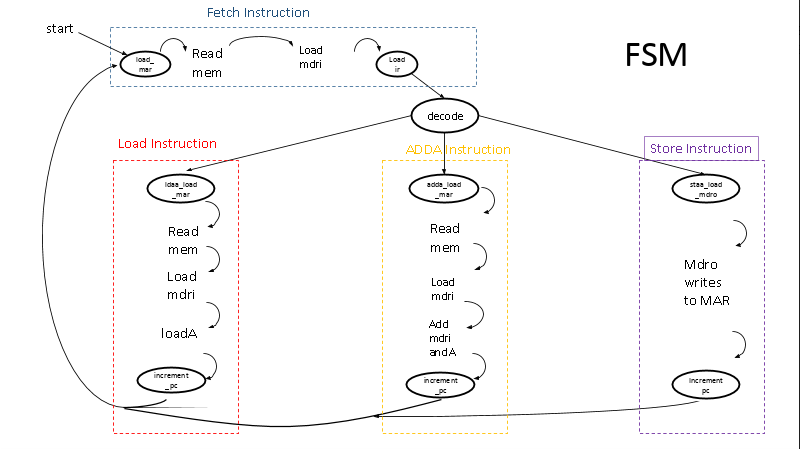 Fetch Instruction
start
FSM
load_
mar
Read
mem
Load
mdri
Load
ir
decode
Load Instruction
ldaa_load
_mar
Read
mem
Load
mdri
loadA
increment
_pc
ADDA Instruction
adda_load
_mar
Read
mem
Load
mdri
Add
mdri
andA
increment
_pc
Store Instruction
staa_load
_mdro
Mdro
writes
to MAR
increment
pc